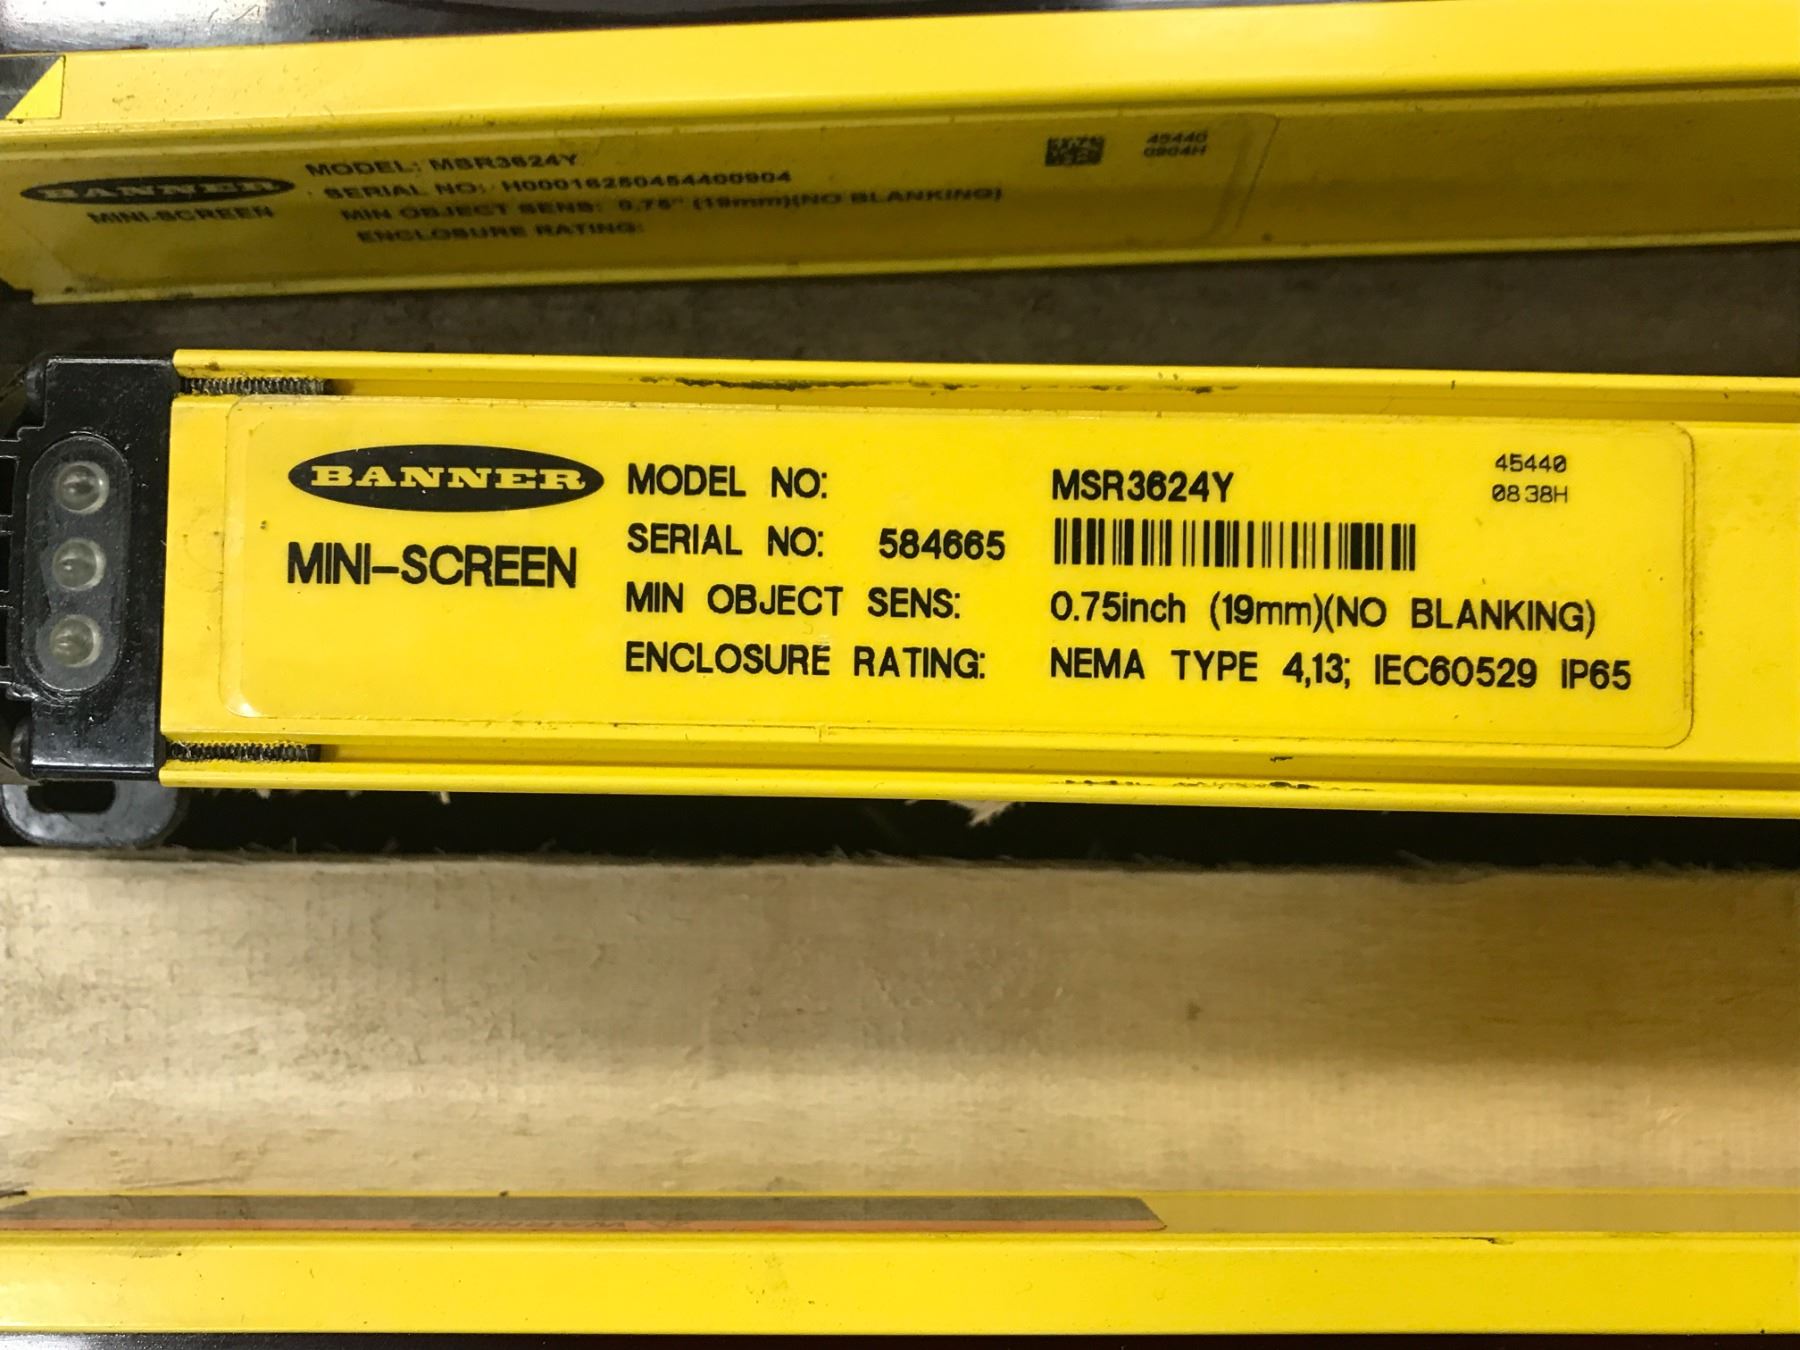 BANNER
MINI-SCREEN
MODEL: MSR3624Y
SERIAL NO: H00016250454400904
MIN OBJECT SENS: 0.75" (19mm)(NO BLANKING)
ENCLOSURE RATING:
45440
0904H
BANNER
MINI-SCREEN
MODEL NO: MSR3624Y
SERIAL NO: 584665
MIN OBJECT SENS: 0.75inch (19mm)(NO BLANKING)
ENCLOSURE RATING: NEMA TYPE 4,13; IEC60529 IP65
45440
0838H
WARNING